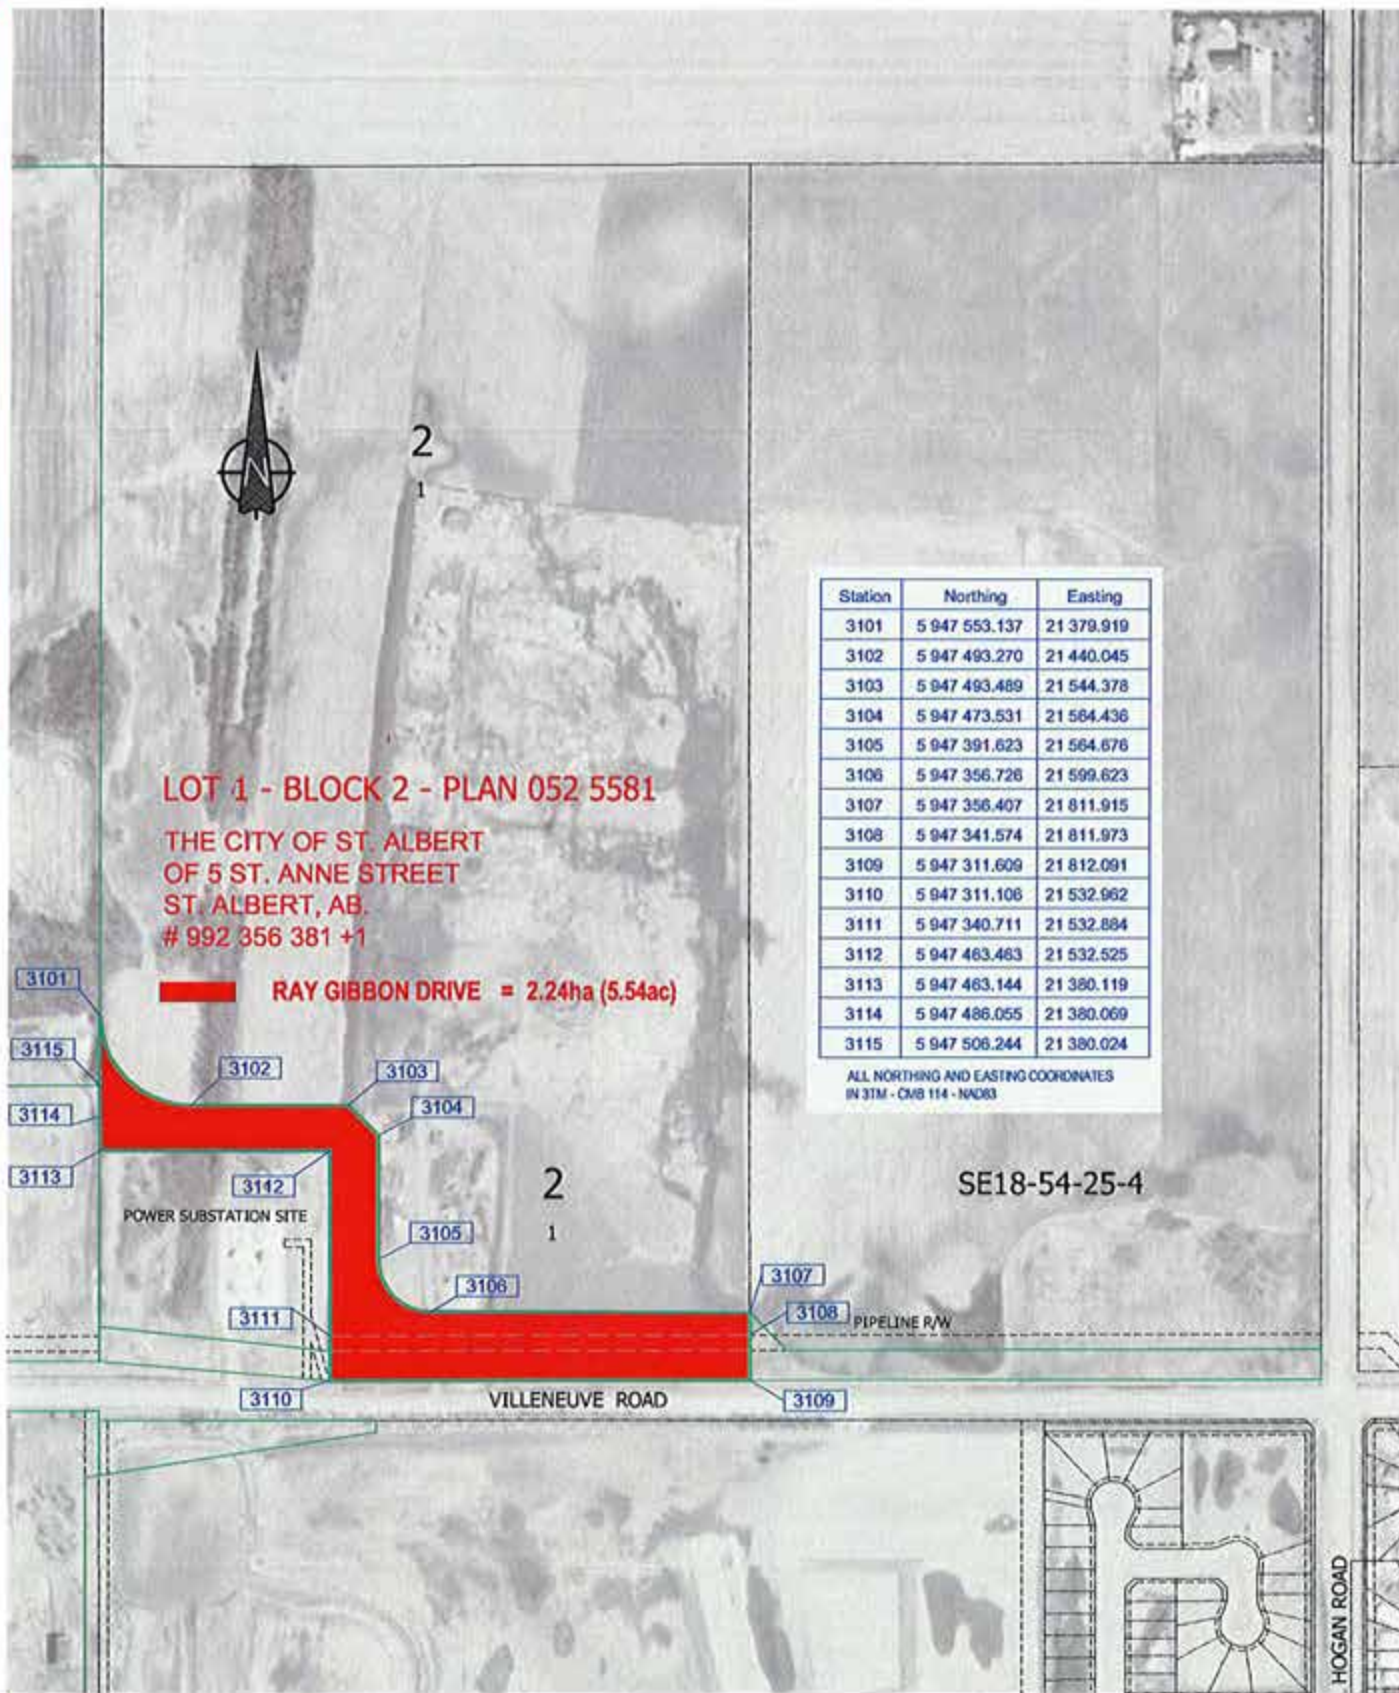 N
2
1
Station Northing Easting
3101 5 947 553.137 21 379.919
3102 5 947 493.270 21 440.045
3103 5 947 493.489 21 544.378
3104 5 947 473.531 21 564.436
3105 5 947 391.623 21 564.676
3106 5 947 356.726 21 599.623
3107 5 947 356.407 21 811.915
3108 5 947 341.574 21 811.973
3109 5 947 311.609 21 812.091
3110 5 947 311.106 21 532.962
3111 5 947 340.711 21 532.884
3112 5 947 463.463 21 532.525
3113 5 947 463.144 21 380.119
3114 5 947 486.055 21 380.069
3115 5 947 506.244 21 380.024
ALL NORTHING AND EASTING COORDINATES
IN 3TM - CMB 114 - NAD83
LOT 1 - BLOCK 2 - PLAN 052 5581
THE CITY OF ST. ALBERT
OF 5 ST. ANNE STREET
ST. ALBERT, AB.
# 992 356 381 +1
RAY GIBBON DRIVE = 2.24ha (5.54ac)
3101
3115
3102
3103
3114
3104
3113
3112
2
1
SE18-54-25-4
POWER SUBSTATION SITE
3105
3106
3107
3111
3108
PIPELINE R/W
3110
VILLENEUVE ROAD
3109
HOGAN ROAD